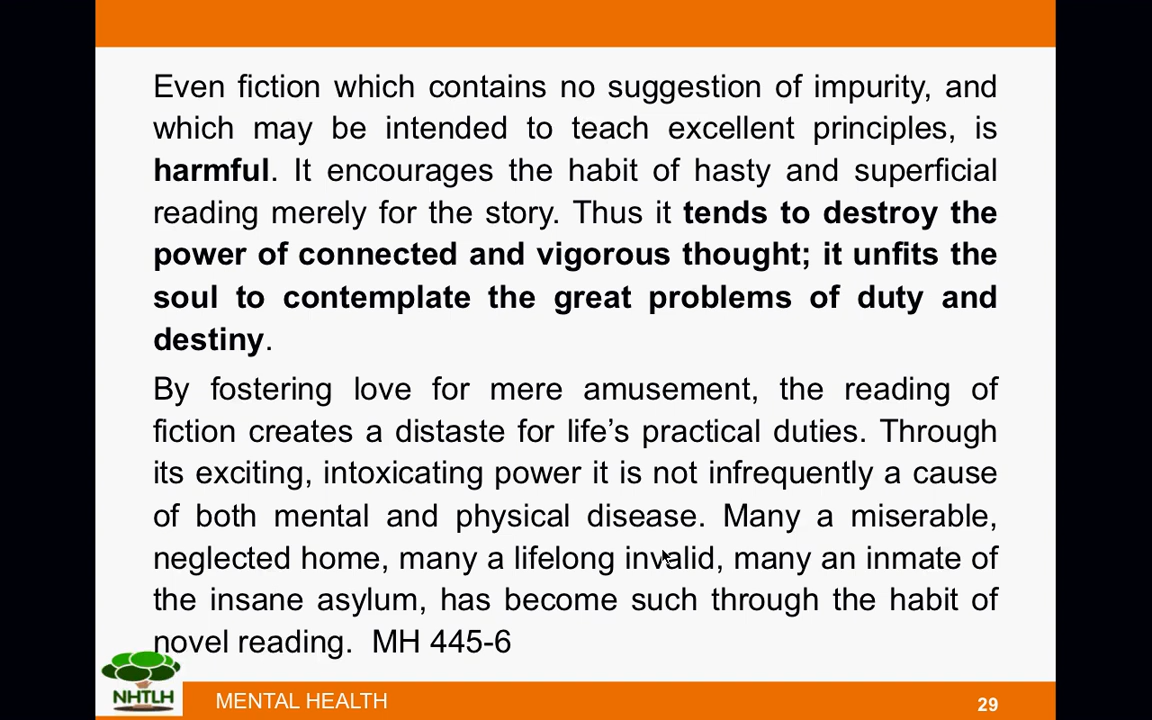 Even fiction which contains no suggestion of impurity, and
which may be intended to teach excellent principles, is
harmful. It encourages the habit of hasty and superficial
reading merely for the story. Thus it tends to destroy the
power of connected and vigorous thought; it unfits the
soul to contemplate the great problems of duty and
destiny.
By fostering love for mere amusement, the reading of
fiction creates a distaste for life’s practical duties. Through
its exciting, intoxicating power it is not infrequently a cause
of both mental and physical disease. Many a miserable,
neglected home, many a lifelong invalid, many an inmate of
the insane asylum, has become such through the habit of
novel reading. MH 445-6
NHTLH
MENTAL HEALTH
29